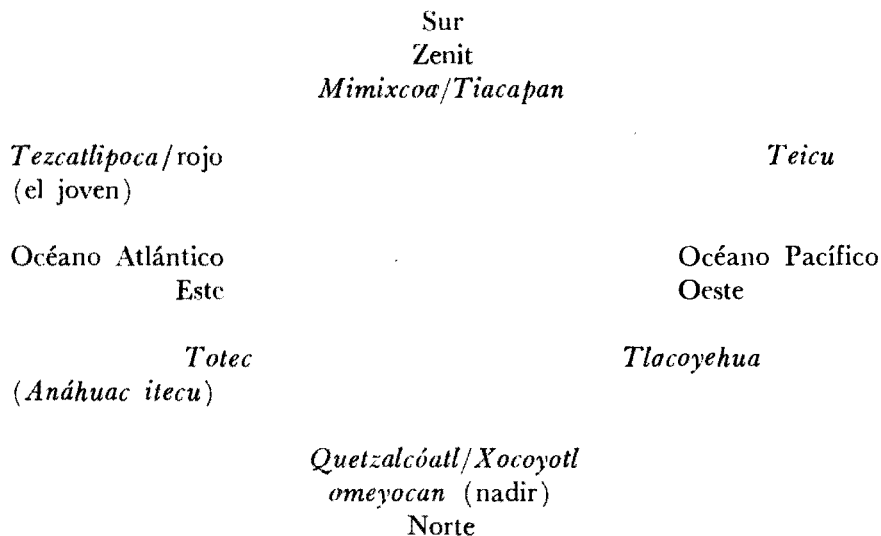 Sur
Zenit
Mimixcoa/Tiacapan
Tezcatlipoca/rojo Teicu
(el joven)
Océano Atlántico Océano Pacífico
Este Oeste
Totec Tlacoyehua
(Anáhuac itecu)
Quetzalcóatl/Xocoyotl
omeyocan (nadir)
Norte